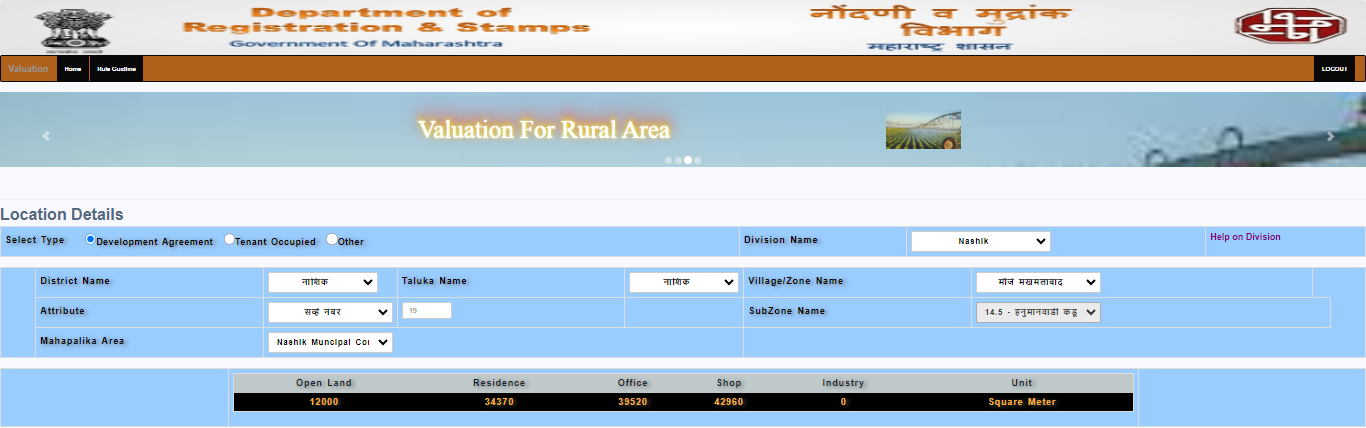 Department of
Registration & Stamps
Government Of Maharashtra
नोंदणी व मुद्रांक
विभाग
महाराष्ट्र शासन
Valuation Home Rule Guidline LOGOUT
Valuation For Rural Area
Location Details
Select Type Development Agreement Tenant Occupied Other Division Name Nashik Help on Division
District Name नाशिक Taluka Name नाशिक Village/Zone Name मौजे मखमलाबाद
Attribute सर्व्हे नंबर 19 SubZone Name 14.5 - हनुमानवाडी कडू
Mahapalika Area Nashik Muncipal Cor
Open Land Residence Office Shop Industry Unit
12000 34370 39520 42960 0 Square Meter